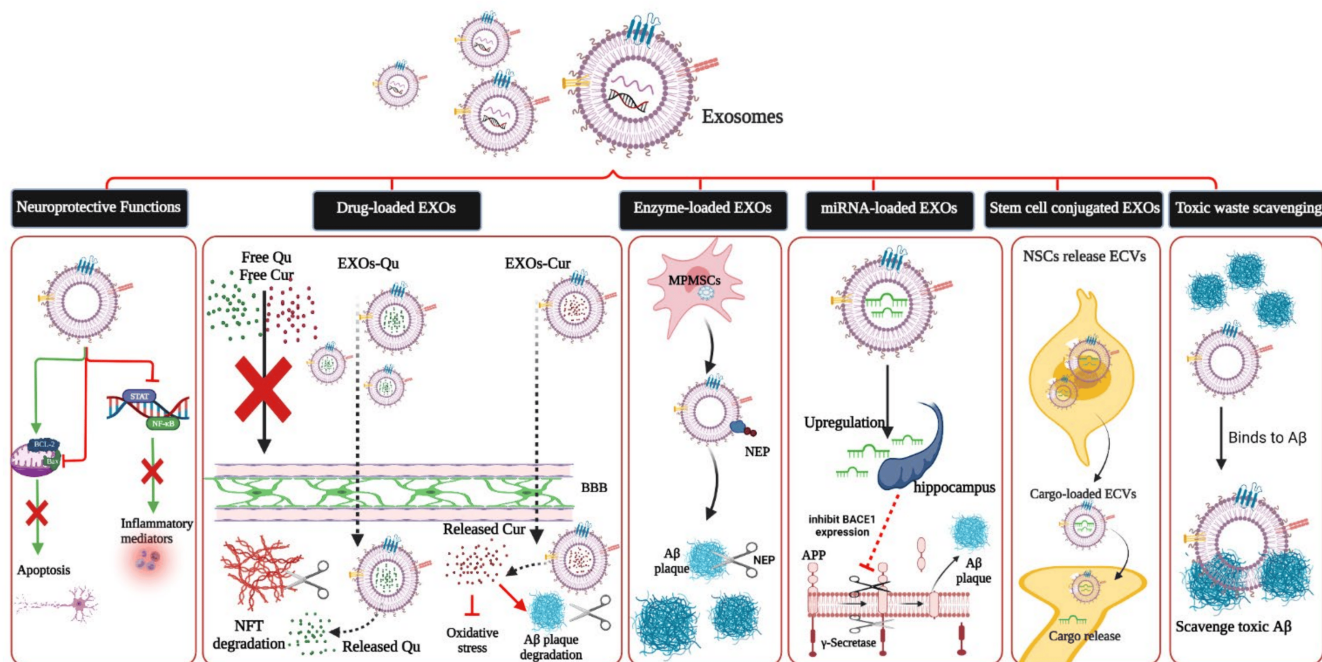 Exosomes
Neuroprotective Functions
Drug-loaded EXOs
Enzyme-loaded EXOs
miRNA-loaded EXOs
Stem cell conjugated EXOs
Toxic waste scavenging
STAT
NF-κB
BCL-2
Bax
Inflammatory
mediators
Apoptosis
Free Qu
Free Cur
EXOs-Qu
EXOs-Cur
BBB
Released Cur
NFT
degradation
Released Qu
Oxidative
stress
Aβ plaque
degradation
MPMSCs
NEP
Aβ
plaque
NEP
Upregulation
hippocampus
inhibit BACE1
expression
APP
Aβ
plaque
γ-Secretase
NSCs release ECVs
Cargo-loaded ECVs
Cargo release
Binds to Aβ
Scavenge toxic Aβ